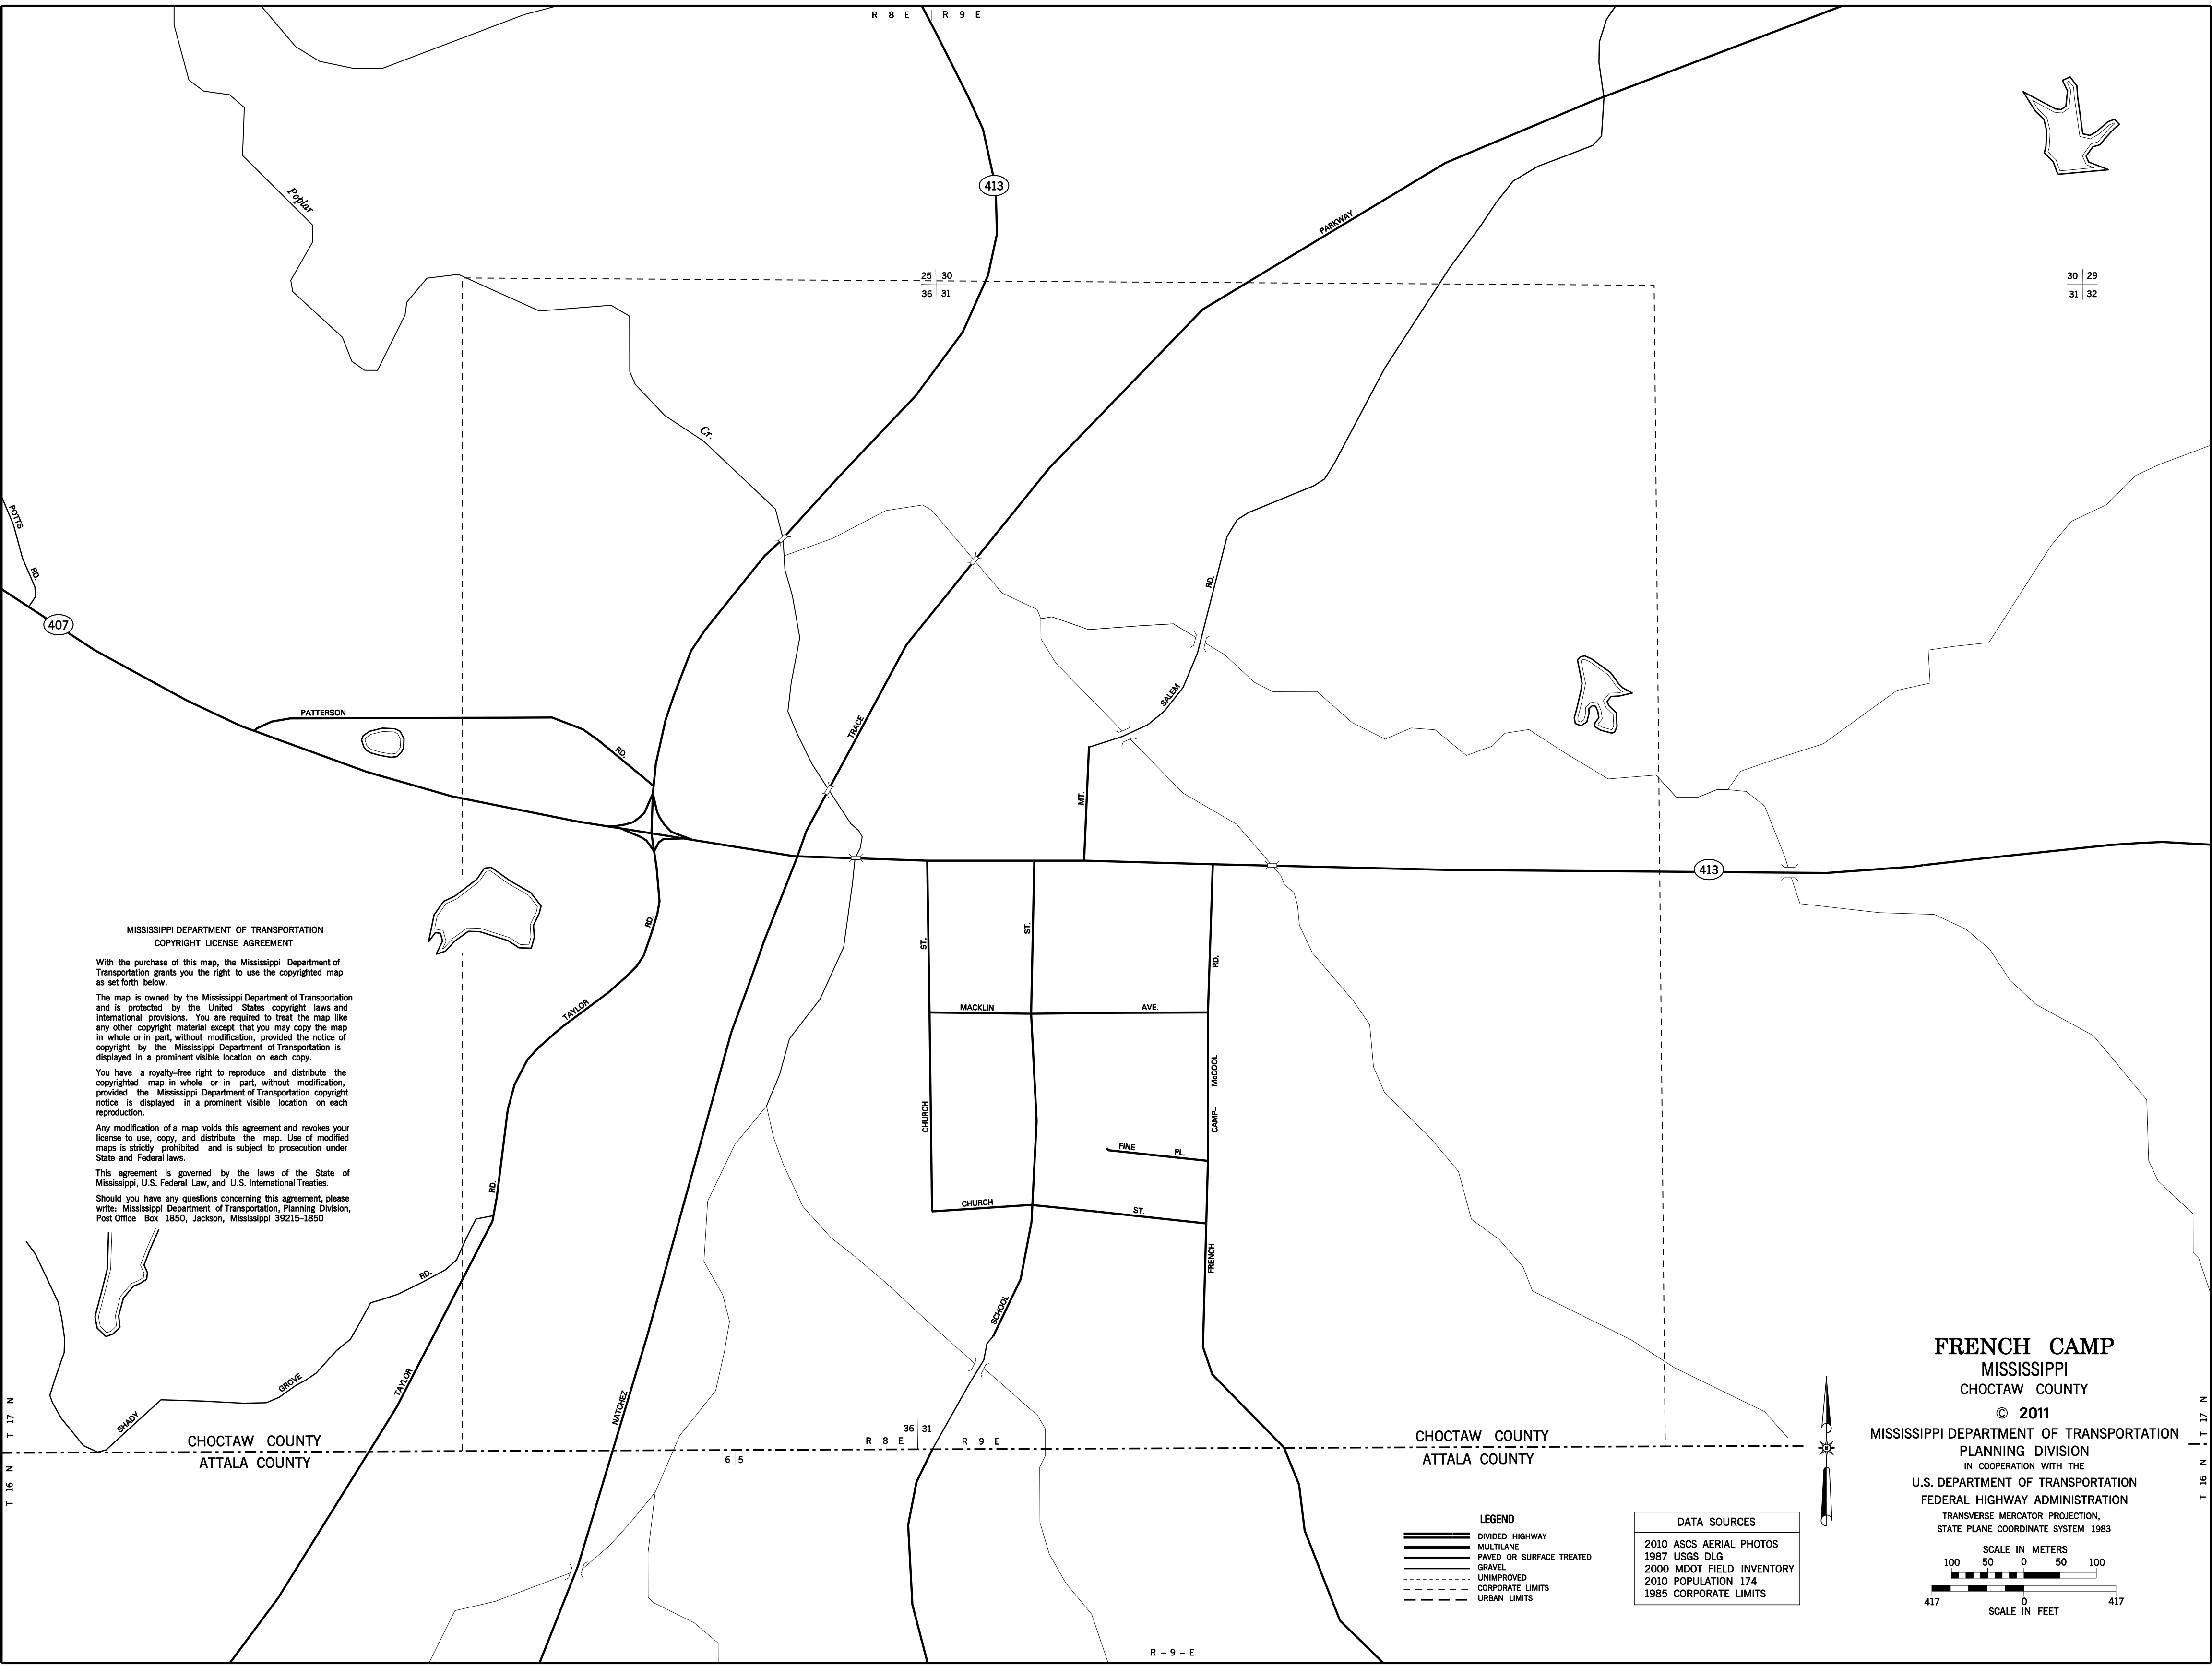 R 8 E R 9 E
413
PARKWAY
Poplar
25 30
36 31
30 29
31 32
Cr.
POTTS
RD.
407
RD.
SALEM
PATTERSON
RD.
TRACE
MT.
413
ST.
ST.
RD.
RD.
MACKLIN AVE.
TAYLOR
McCOOL
CAMP–
CHURCH
FINE PL.
RD.
CHURCH ST.
FRENCH
RD.
SCHOOL
GROVE
TAYLOR
NATCHEZ
SHADY
MISSISSIPPI DEPARTMENT OF TRANSPORTATION
COPYRIGHT LICENSE AGREEMENT
With the purchase of this map, the Mississippi Department of
Transportation grants you the right to use the copyrighted map
as set forth below.
The map is owned by the Mississippi Department of Transportation
and is protected by the United States copyright laws and
international provisions. You are required to treat the map like
any other copyright material except that you may copy the map
in whole or in part, without modification, provided the notice of
copyright by the Mississippi Department of Transportation is
displayed in a prominent visible location on each copy.
You have a royalty–free right to reproduce and distribute the
copyrighted map in whole or in part, without modification,
provided the Mississippi Department of Transportation copyright
notice is displayed in a prominent visible location on each
reproduction.
Any modification of a map voids this agreement and revokes your
license to use, copy, and distribute the map. Use of modified
maps is strictly prohibited and is subject to prosecution under
State and Federal laws.
This agreement is governed by the laws of the State of
Mississippi, U.S. Federal Law, and U.S. International Treaties.
Should you have any questions concerning this agreement, please
write: Mississippi Department of Transportation, Planning Division,
Post Office Box 1850, Jackson, Mississippi 39215–1850
T 17 N
T 16 N
CHOCTAW COUNTY
ATTALA COUNTY
36 31
R 8 E R 9 E
6 5
CHOCTAW COUNTY
ATTALA COUNTY
T 17 N
T 16 N
R – 9 – E
LEGEND
DIVIDED HIGHWAY
MULTILANE
PAVED OR SURFACE TREATED
GRAVEL
UNIMPROVED
CORPORATE LIMITS
URBAN LIMITS
DATA SOURCES
2010 ASCS AERIAL PHOTOS
1987 USGS DLG
2000 MDOT FIELD INVENTORY
2010 POPULATION 174
1985 CORPORATE LIMITS
FRENCH CAMP
MISSISSIPPI
CHOCTAW COUNTY
© 2011
MISSISSIPPI DEPARTMENT OF TRANSPORTATION
PLANNING DIVISION
IN COOPERATION WITH THE
U.S. DEPARTMENT OF TRANSPORTATION
FEDERAL HIGHWAY ADMINISTRATION
TRANSVERSE MERCATOR PROJECTION,
STATE PLANE COORDINATE SYSTEM 1983
SCALE IN METERS
100 50 0 50 100
417 0 417
SCALE IN FEET